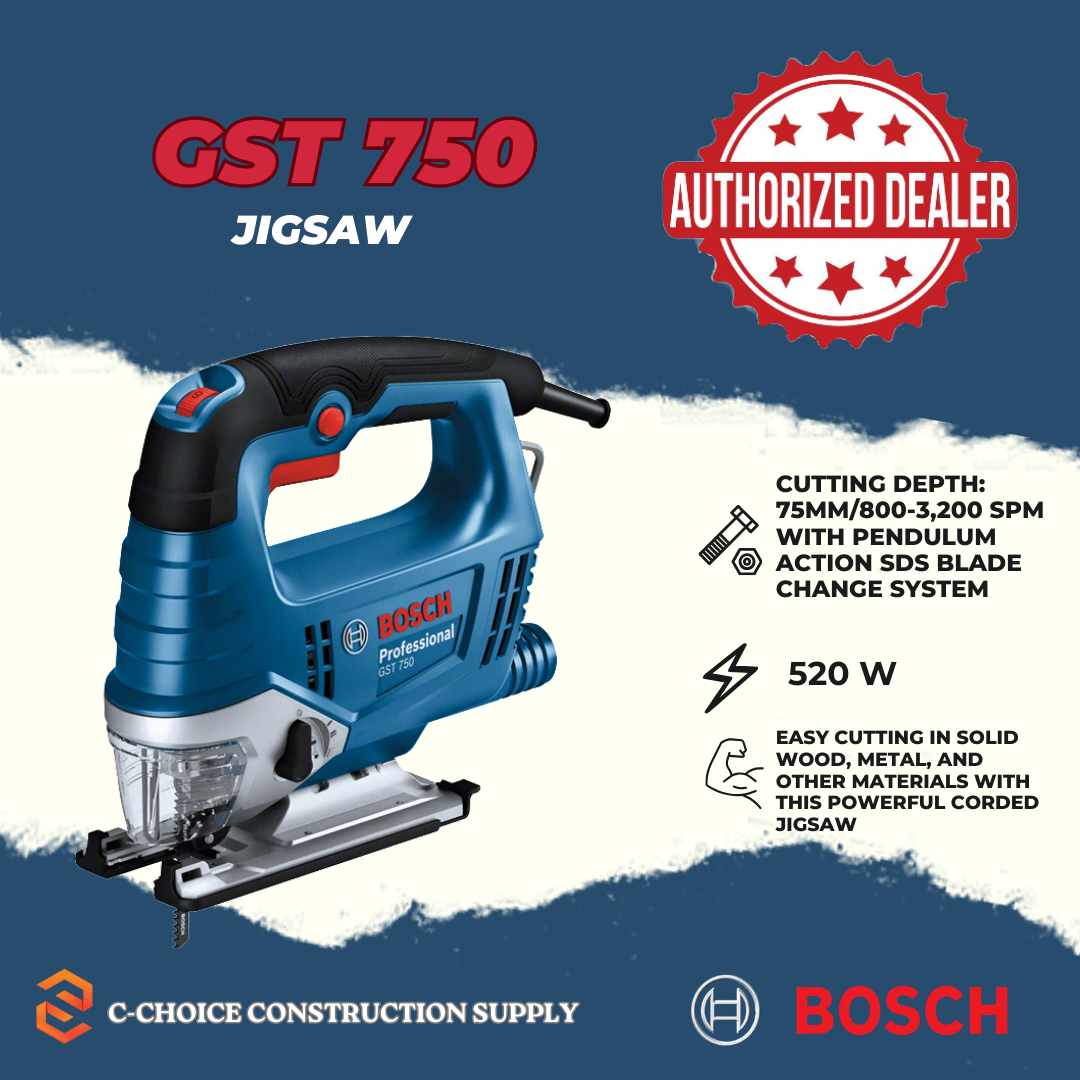 GST 750
JIGSAW
AUTHORIZED DEALER
6
BOSCH
Professional
GST 750
BOSCH
CUTTING DEPTH:
75MM/800-3,200 SPM
WITH PENDULUM
ACTION SDS BLADE
CHANGE SYSTEM
520 W
EASY CUTTING IN SOLID
WOOD, METAL, AND
OTHER MATERIALS WITH
THIS POWERFUL CORDED
JIGSAW
C-CHOICE CONSTRUCTION SUPPLY
BOSCH